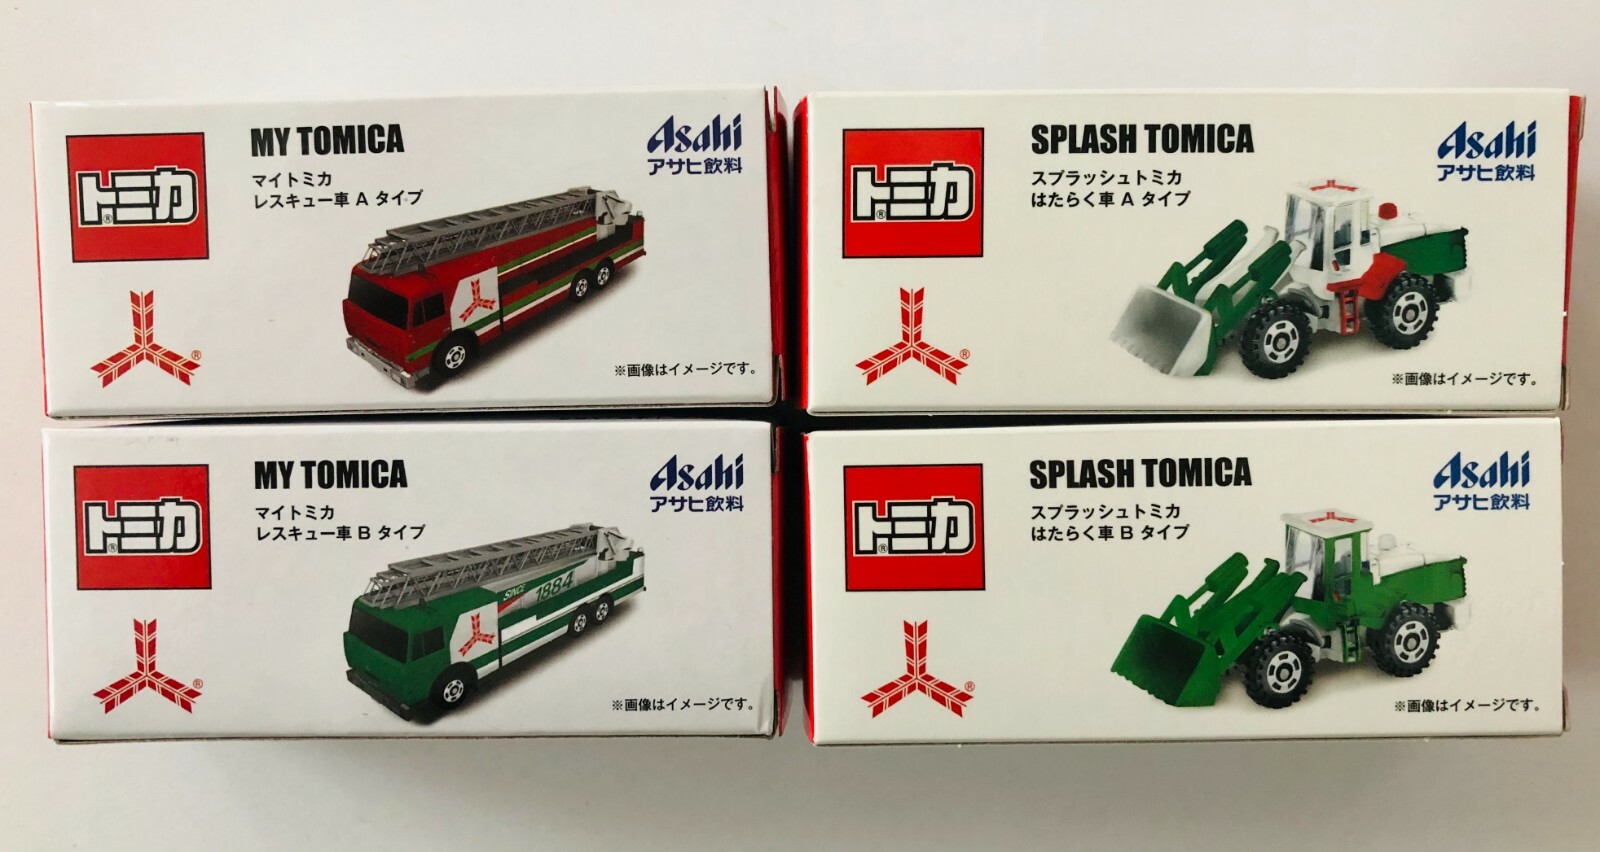 トミカ®
MY TOMICA
マイトミカ
レスキュー車 A タイプ
Asahi
アサヒ飲料
®
※画像はイメージです。
トミカ®
SPLASH TOMICA
スプラッシュトミカ
はたらく車 A タイプ
Asahi
アサヒ飲料
®
※画像はイメージです。
トミカ®
MY TOMICA
マイトミカ
レスキュー車 B タイプ
Asahi
アサヒ飲料
SINCE 1884
®
※画像はイメージです。
トミカ®
SPLASH TOMICA
スプラッシュトミカ
はたらく車 B タイプ
Asahi
アサヒ飲料
®
※画像はイメージです。